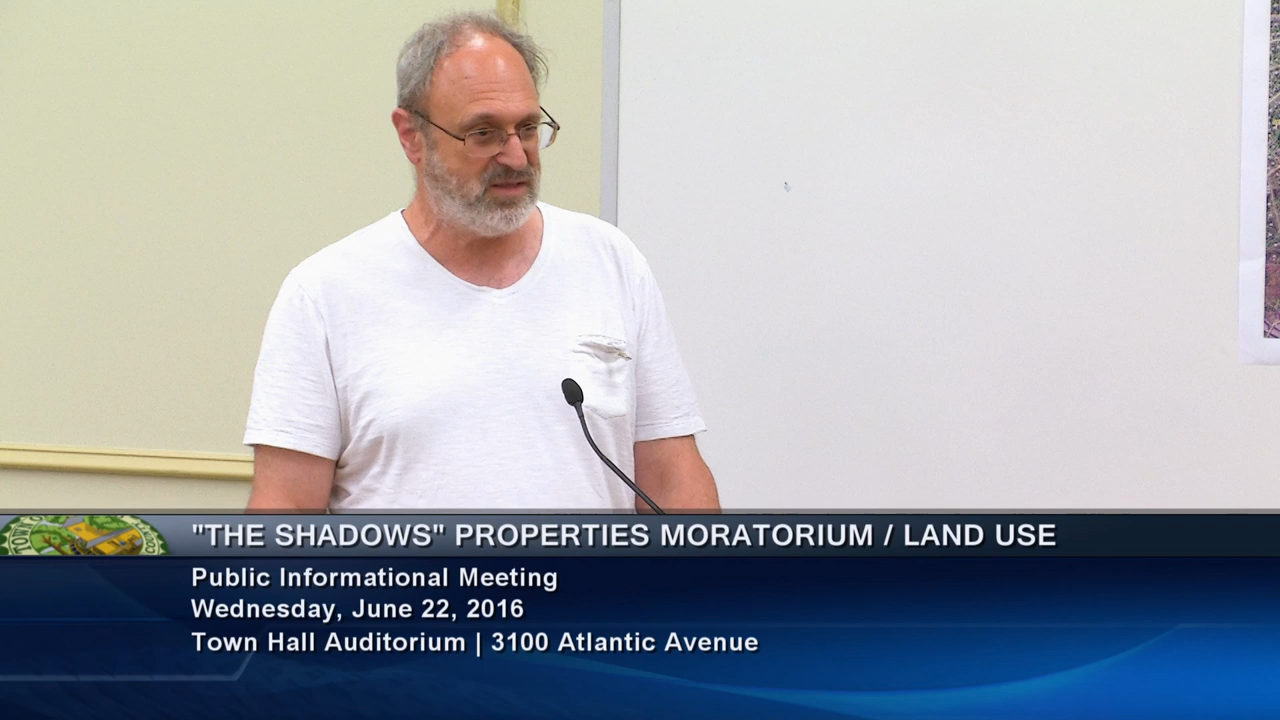 "THE SHADOWS" PROPERTIES MORATORIUM / LAND USE
Public Informational Meeting
Wednesday, June 22, 2016
Town Hall Auditorium | 3100 Atlantic Avenue
TOWN